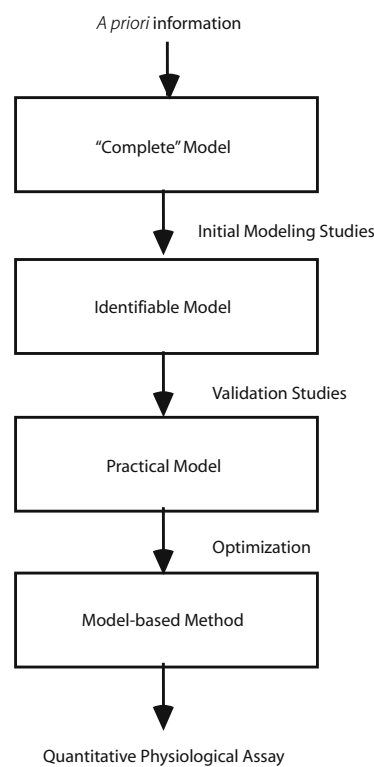 A priori information
“Complete” Model
Initial Modeling Studies
Identifiable Model
Validation Studies
Practical Model
Optimization
Model-based Method
Quantitative Physiological Assay